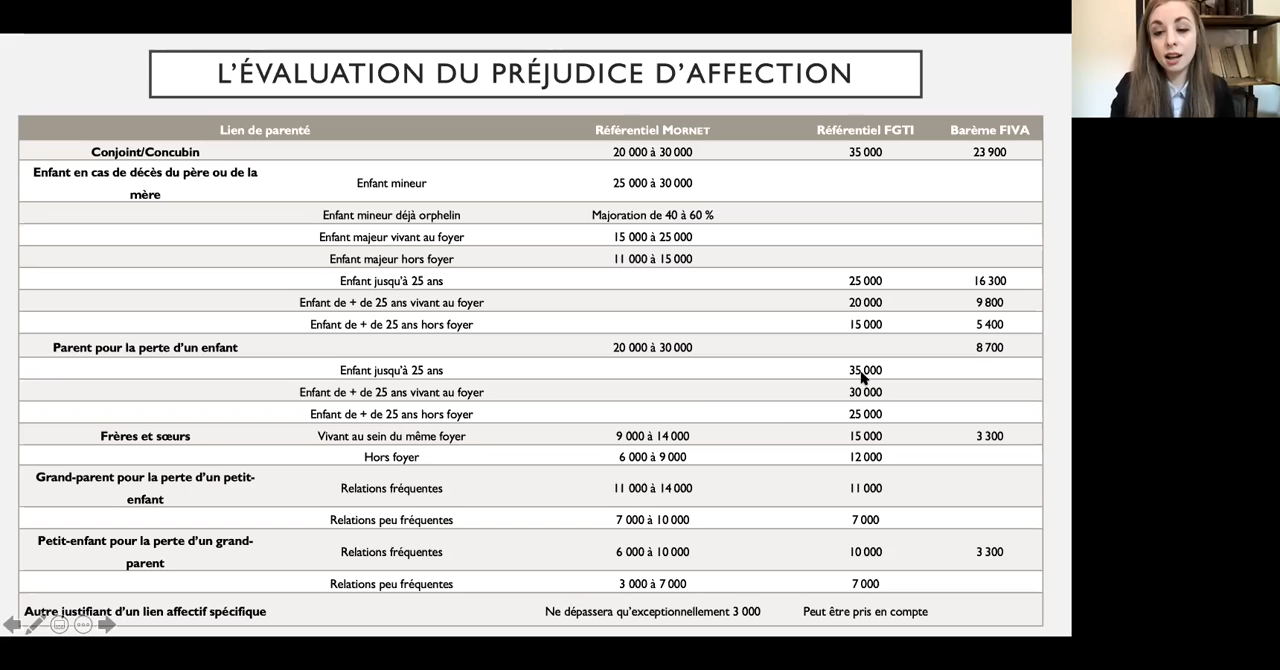 L'ÉVALUATION DU PRÉJUDICE D'AFFECTION
Lien de parenté Référentiel MORNET Référentiel FGTI Barème FIVA
Conjoint/Concubin 20 000 à 30 000 35 000 23 900
Enfant en cas de décès du père ou de la
mère Enfant mineur 25 000 à 30 000
Enfant mineur déjà orphelin Majoration de 40 à 60 %
Enfant majeur vivant au foyer 15 000 à 25 000
Enfant majeur hors foyer 11 000 à 15 000
Enfant jusqu'à 25 ans 25 000 16 300
Enfant de + de 25 ans vivant au foyer 20 000 9 800
Enfant de + de 25 ans hors foyer 15 000 5 400
Parent pour la perte d'un enfant 20 000 à 30 000 8 700
Enfant jusqu'à 25 ans 35 000
Enfant de + de 25 ans vivant au foyer 30 000
Enfant de + de 25 ans hors foyer 25 000
Frères et sœurs Vivant au sein du même foyer 9 000 à 14 000 15 000 3 300
Hors foyer 6 000 à 9 000 12 000
Grand-parent pour la perte d'un petit-
enfant Relations fréquentes 11 000 à 14 000 11 000
Relations peu fréquentes 7 000 à 10 000 7 000
Petit-enfant pour la perte d'un grand-
parent Relations fréquentes 6 000 à 10 000 10 000 3 300
Relations peu fréquentes 3 000 à 7 000 7 000
Autre justifiant d'un lien affectif spécifique Ne dépassera qu'exceptionnellement 3 000 Peut être pris en compte